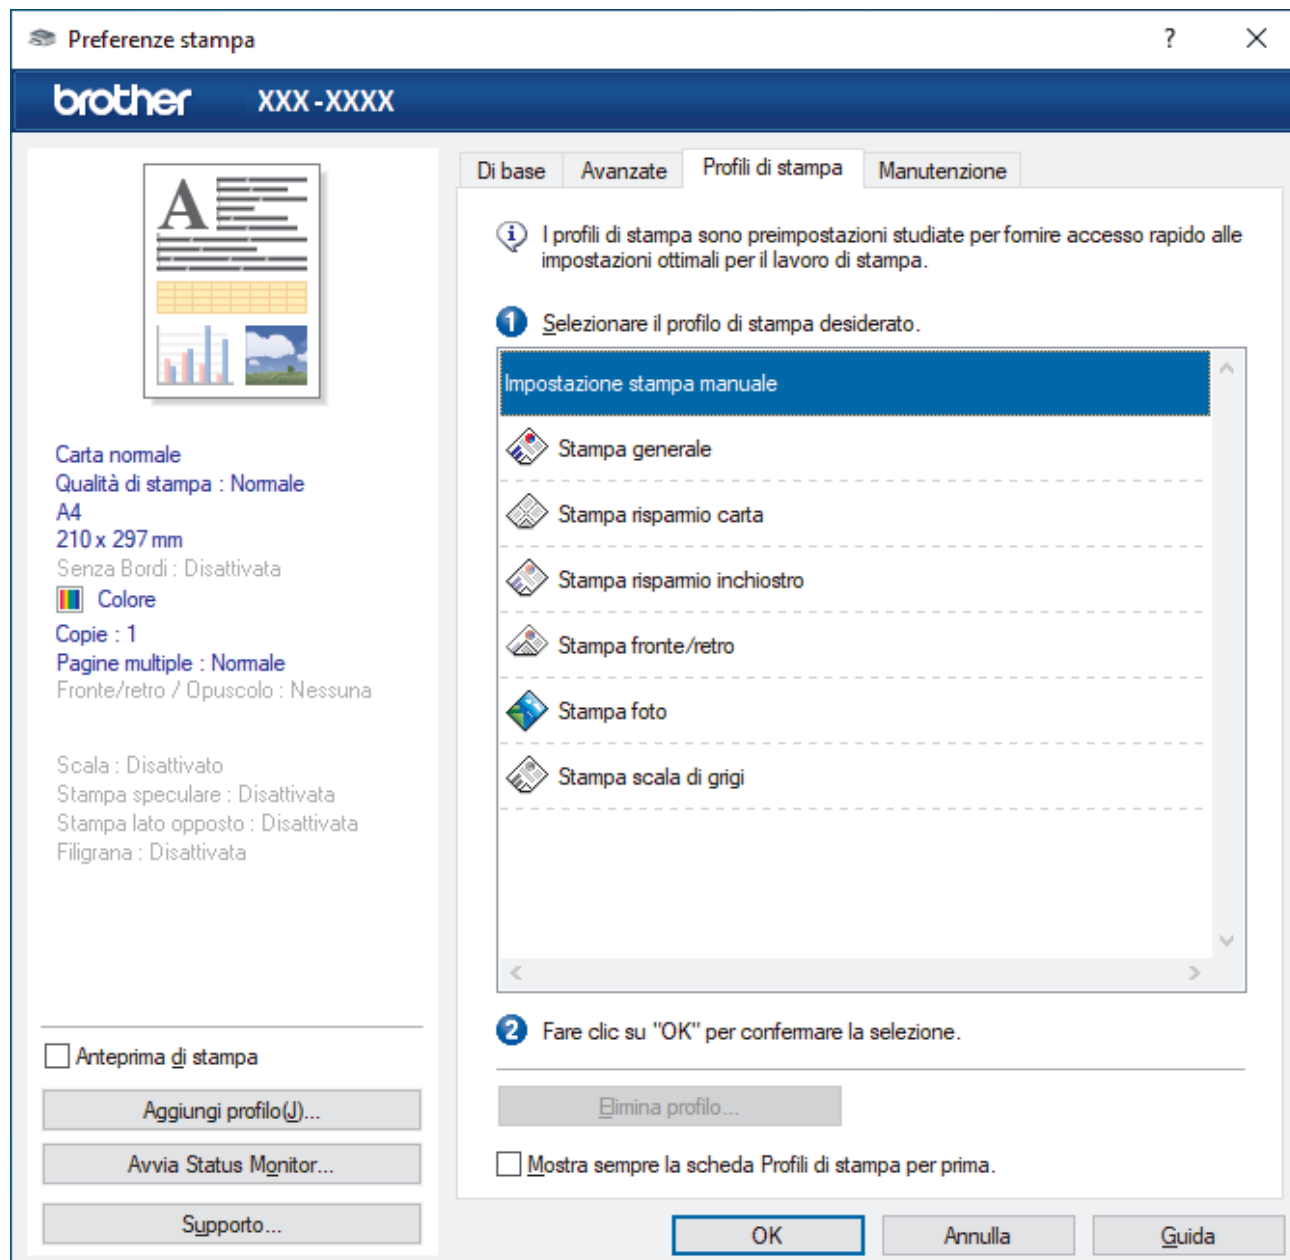 Preferenze stampa
?
brother XXX-XXXX
A
Carta normale
Qualità di stampa : Normale
A4
210 x 297 mm
Senza Bordi : Disattivata
Colore
Copie : 1
Pagine multiple : Normale
Fronte/retro / Opuscolo : Nessuna
Scala : Disattivato
Stampa speculare : Disattivata
Stampa lato opposto : Disattivata
Filigrana : Disattivata
Anteprima di stampa
Aggiungi profilo(J)...
Avvia Status Monitor...
Supporto...
Di base Avanzate Profili di stampa Manutenzione
I profili di stampa sono preimpostazioni studiate per fornire accesso rapido alle
impostazioni ottimali per il lavoro di stampa.
1 Selezionare il profilo di stampa desiderato.
Impostazione stampa manuale
Stampa generale
Stampa risparmio carta
Stampa risparmio inchiostro
Stampa fronte/retro
Stampa foto
Stampa scala di grigi
2 Fare clic su "OK" per confermare la selezione.
Elimina profilo...
Mostra sempre la scheda Profili di stampa per prima.
OK Annulla Guida